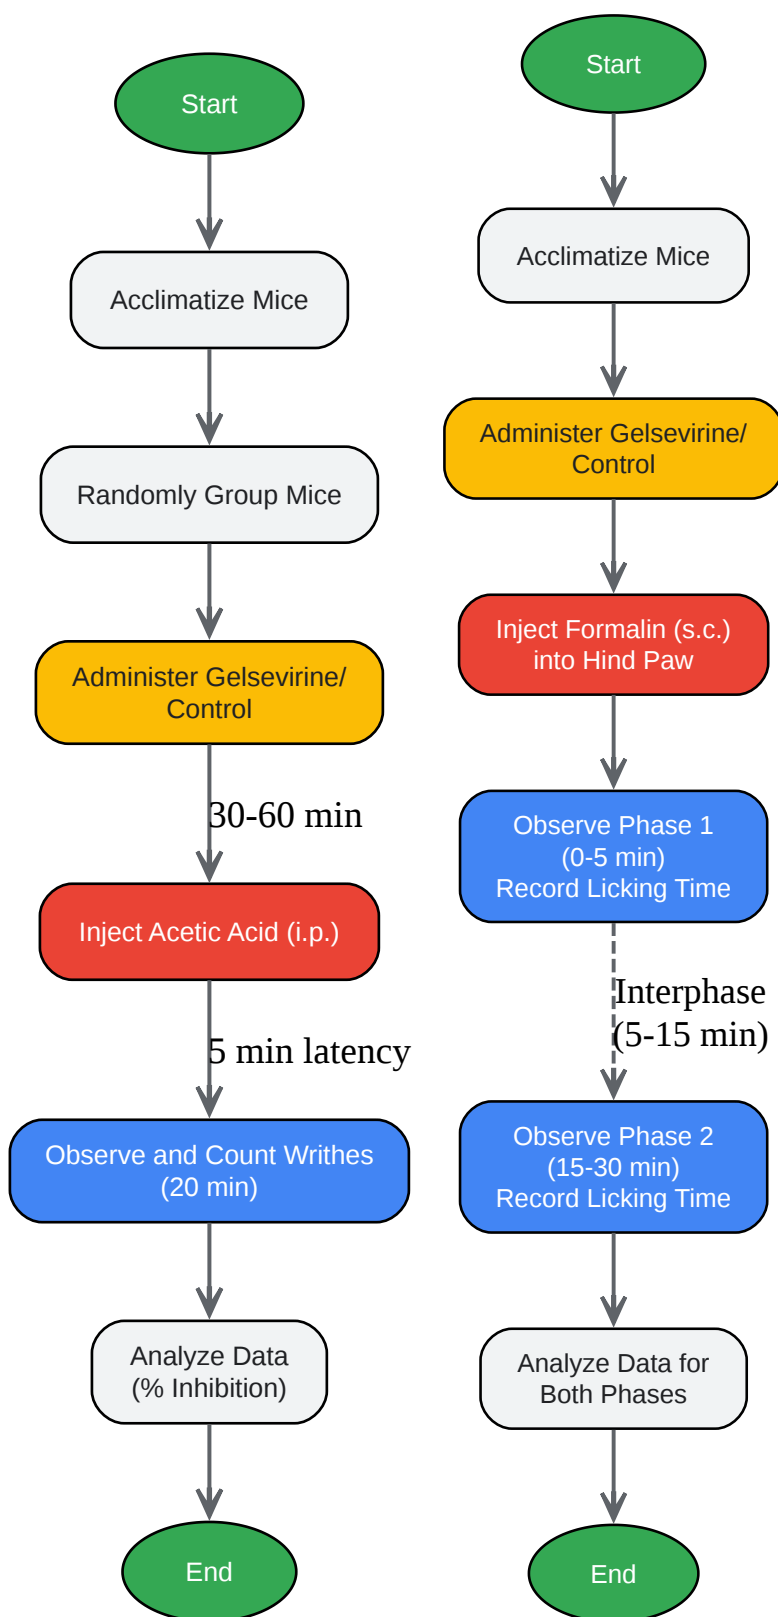 Start
Acclimatize Mice
Randomly Group Mice
Administer Gelsevirine/
Control
30-60 min
Inject Acetic Acid (i.p.)
5 min latency
Observe and Count Writhes
(20 min)
Analyze Data
(% Inhibition)
End
Start
Acclimatize Mice
Administer Gelsevirine/
Control
Inject Formalin (s.c.)
into Hind Paw
Observe Phase 1
(0-5 min)
Record Licking Time
Interphase
(5-15 min)
Observe Phase 2
(15-30 min)
Record Licking Time
Analyze Data for
Both Phases
End